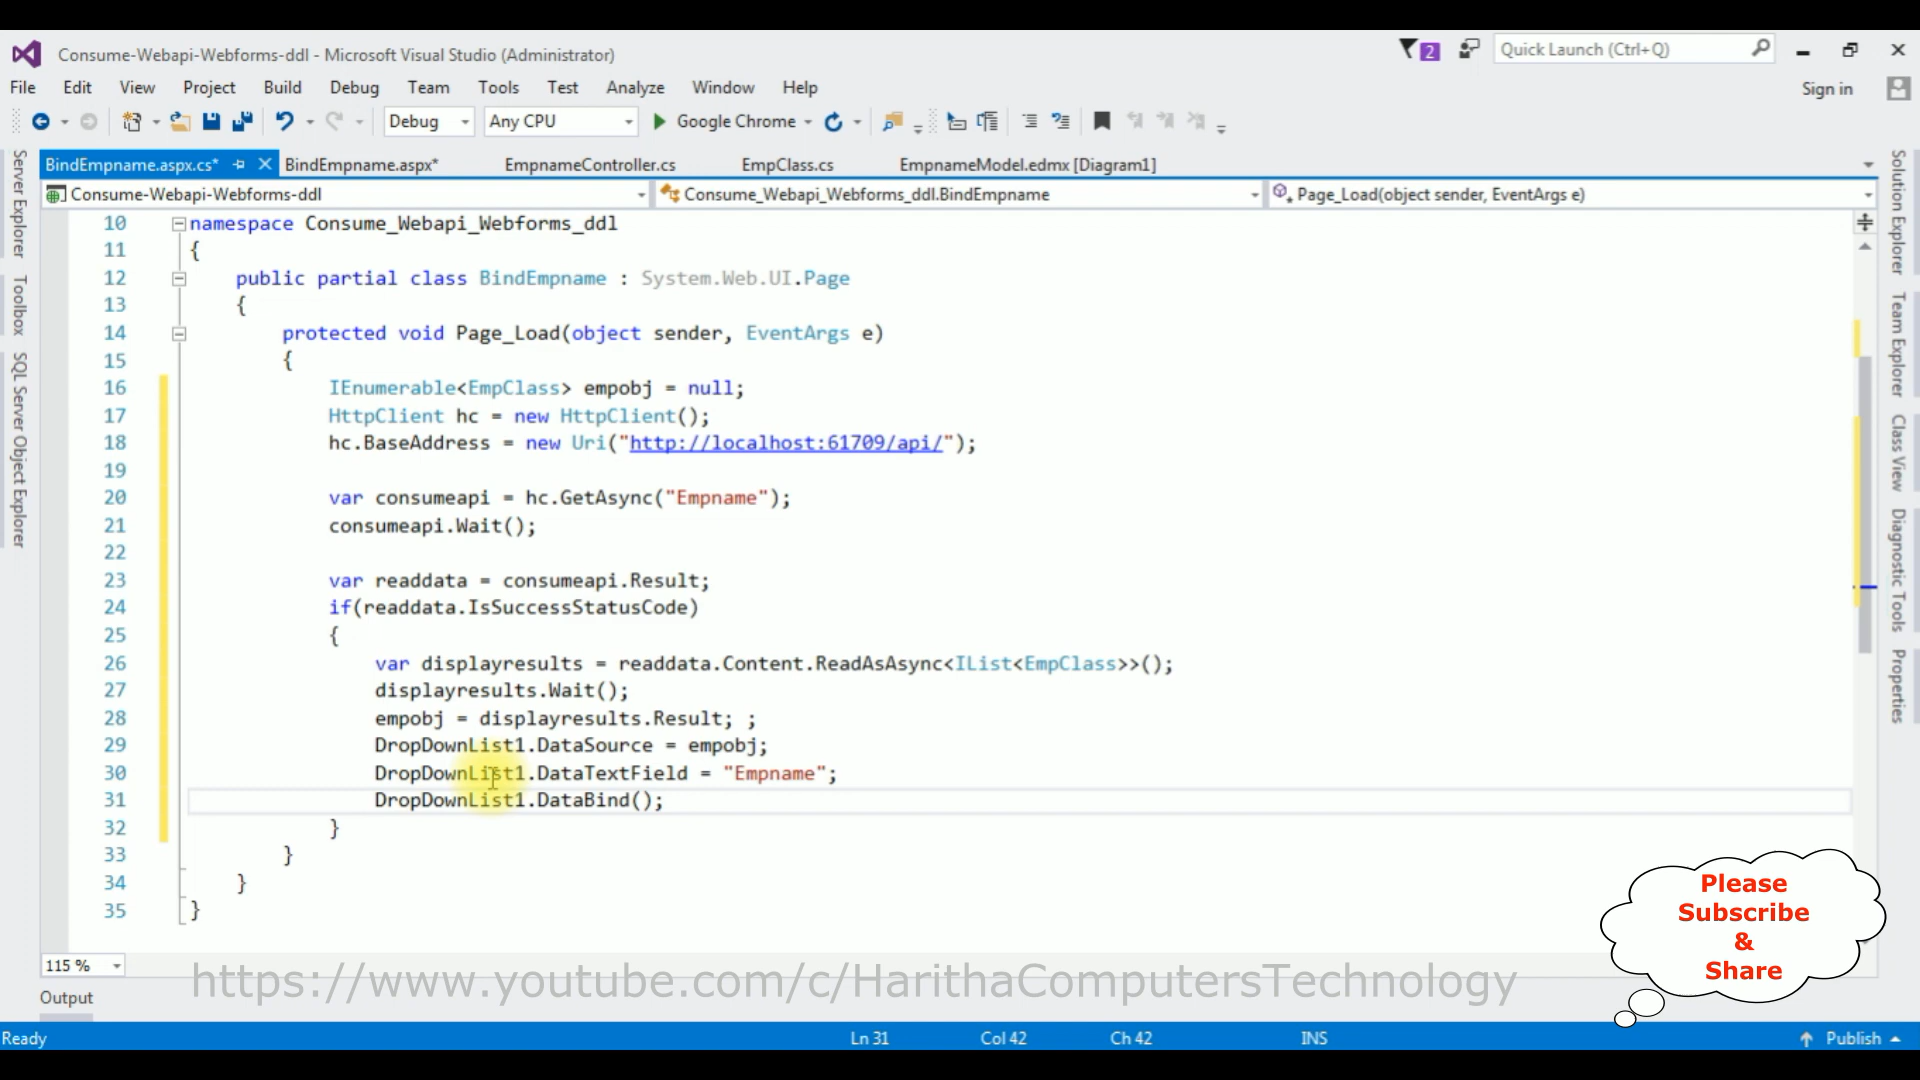 Consume-Webapi-Webforms-ddl - Microsoft Visual Studio (Administrator)
2
Quick Launch (Ctrl+Q)
File Edit View Project Build Debug Team Tools Test Analyze Window Help
Sign in
Debug Any CPU Google Chrome
BindEmpname.aspx.cs* BindEmpname.aspx* EmpnameController.cs EmpClass.cs EmpnameModel.edmx [Diagram1]
Consume-Webapi-Webforms-ddl Consume_Webapi_Webforms_ddl.BindEmpname Page_Load(object sender, EventArgs e)
Server Explorer
Toolbox
SQL Server Object Explorer
10 namespace Consume_Webapi_Webforms_ddl
11 {
12 public partial class BindEmpname : System.Web.UI.Page
13 {
14 protected void Page_Load(object sender, EventArgs e)
15 {
16 IEnumerable<EmpClass> empobj = null;
17 HttpClient hc = new HttpClient();
18 hc.BaseAddress = new Uri("http://localhost:61709/api/");
19
20 var consumeapi = hc.GetAsync("Empname");
21 consumeapi.Wait();
22
23 var readdata = consumeapi.Result;
24 if(readdata.IsSuccessStatusCode)
25 {
26 var displayresults = readdata.Content.ReadAsAsync<IList<EmpClass>>();
27 displayresults.Wait();
28 empobj = displayresults.Result; ;
29 DropDownList1.DataSource = empobj;
30 DropDownList1.DataTextField = "Empname";
31 DropDownList1.DataBind();
32 }
33 }
34 }
35 }
Solution Explorer
Team Explorer
Class View
Diagnostic Tools
Properties
Please
Subscribe
&
Share
115 %
https://www.youtube.com/c/HarithaComputersTechnology
Output
Ready Ln 31 Col 42 Ch 42 INS Publish